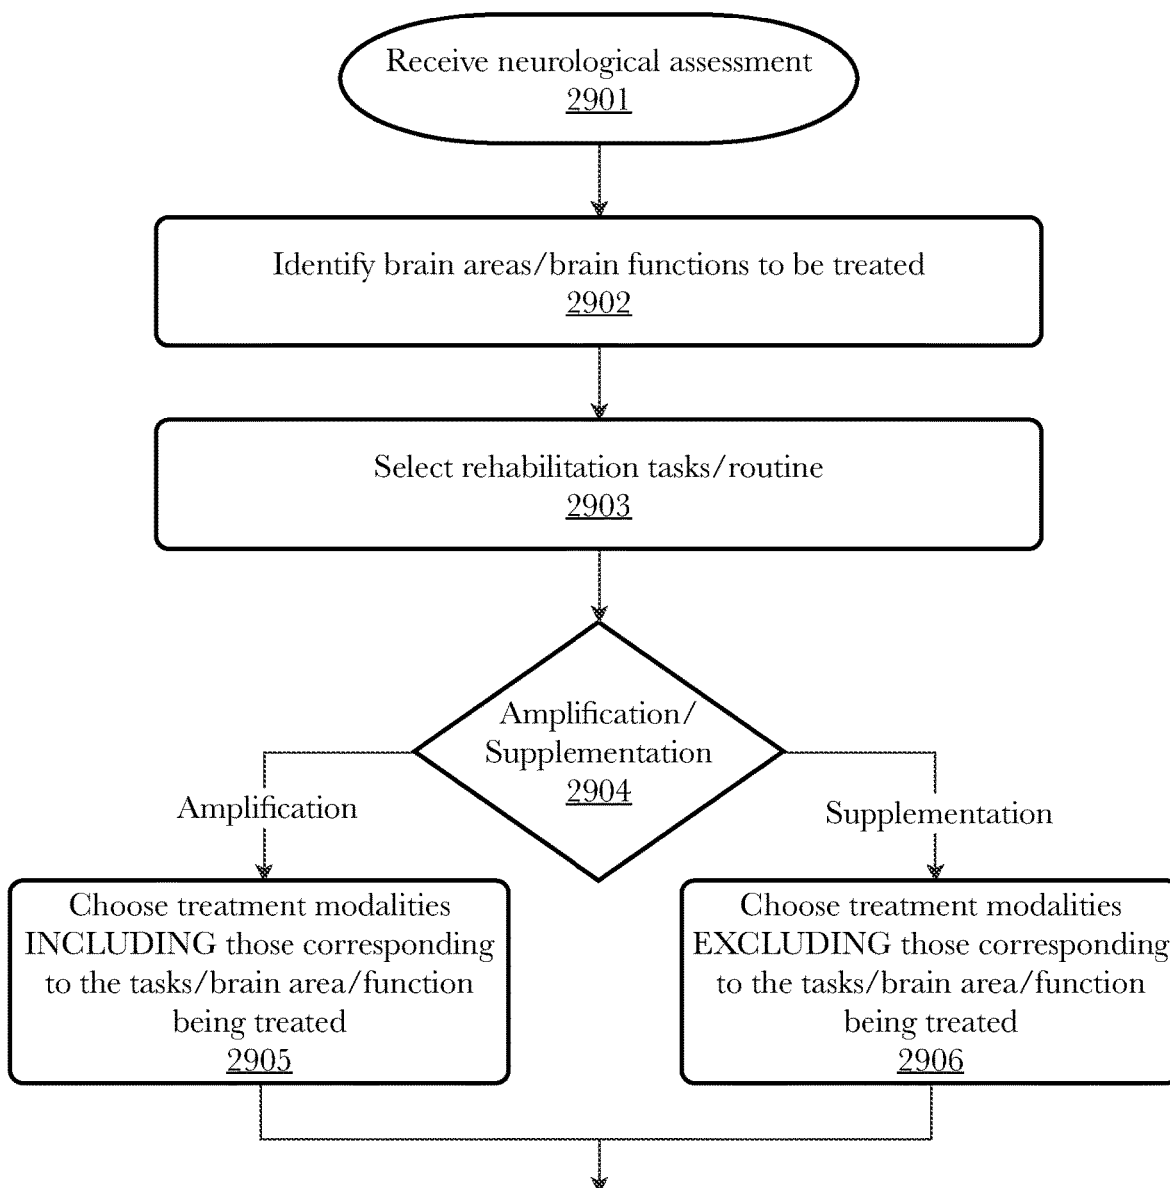 Receive neurological assessment
2901
Identify brain areas/brain functions to be treated
2902
Select rehabilitation tasks/routine
2903
Amplification/
Supplementation
2904
Amplification
Supplementation
Choose treatment modalities
INCLUDING those corresponding
to the tasks/brain area/function
being treated
2905
Choose treatment modalities
EXCLUDING those corresponding
to the tasks/brain area/function
being treated
2906